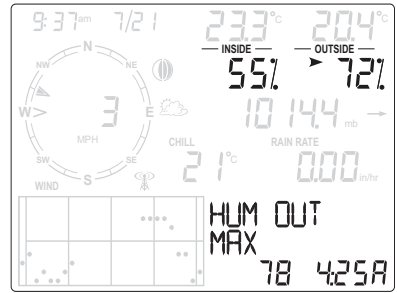 9:37am 7/21 23.3°c 20.4°c
INSIDE OUTSIDE
55% 72%
N
NW NE
W E
SW SE
S
3
MPH
WIND
1014.4 mb
CHILL RAIN RATE
21°c 0.00 in/hr
HUM OUT
MAX
78 4:25A